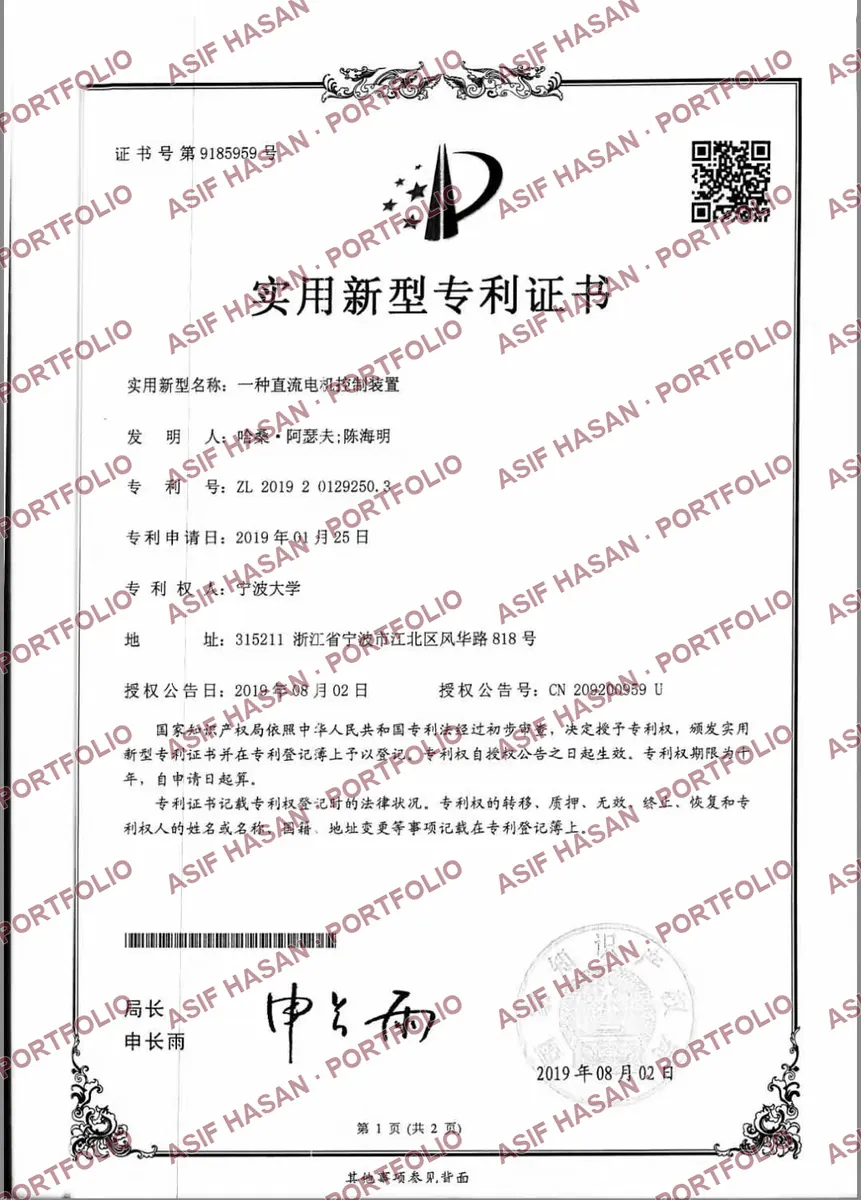 证书号第9185959号
实用新型专利证书
实用新型名称：一种直流电机控制装置
发明人：哈桑·阿瑟夫;陈海明
专利号：ZL 2019 2 0129250.3
专利申请日：2019年01月25日
专利权人：宁波大学
地址：315211 浙江省宁波市江北区风华路818号
授权公告日：2019年08月02日 授权公告号：CN 209200959 U
国家知识产权局依照中华人民共和国专利法经过初步审查，决定授予专利权，颁发实用
新型专利证书并在专利登记簿上予以登记。专利权自授权公告之日起生效。专利权期限为十
年，自申请日起算。
专利证书记载专利权登记时的法律状况。专利权的转移、质押、无效、终止、恢复和专
利权人的姓名或名称、国籍、地址变更等事项记载在专利登记簿上。
局长
申长雨
申长雨
2019年08月02日
第 1 页 (共 2 页)
其他事项参见背面
ASIF HASAN · PORTFOLIO